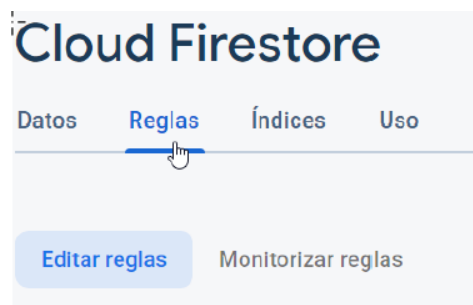 Cloud Firestore
Datos Reglas Índices Uso
Editar reglas Monitorizar reglas